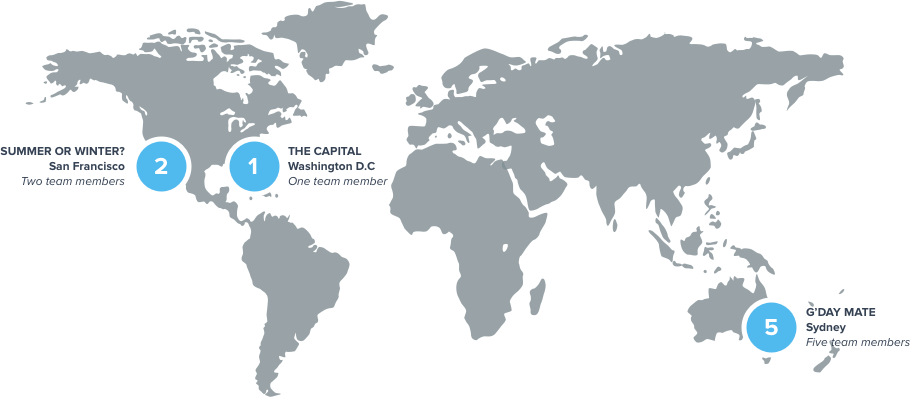 SUMMER OR WINTER?
San Francisco
Two team members
2
1
THE CAPITAL
Washington D.C
One team member
5
G'DAY MATE
Sydney
Five team members